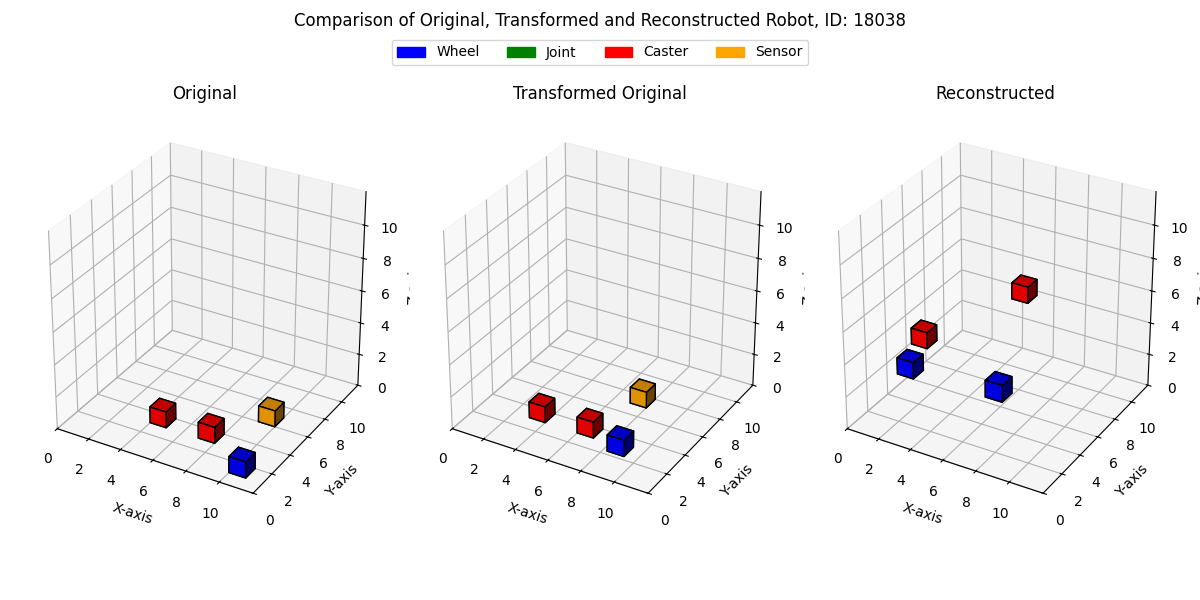 Comparison of Original, Transformed and Reconstructed Robot, ID: 18038
Wheel Joint Caster Sensor
Original Transformed Original Reconstructed
10 10 10
8 8 8
6 6 6
4 4 4
2 2 2
0 0 0
10 10 10
8 8 8
6 6 6
4 4 4
2 2 2
0 0 0
0 2 4 6 8 10 0 2 4 6 8 10 0 2 4 6 8 10
X-axis Y-axis X-axis Y-axis X-axis Y-axis